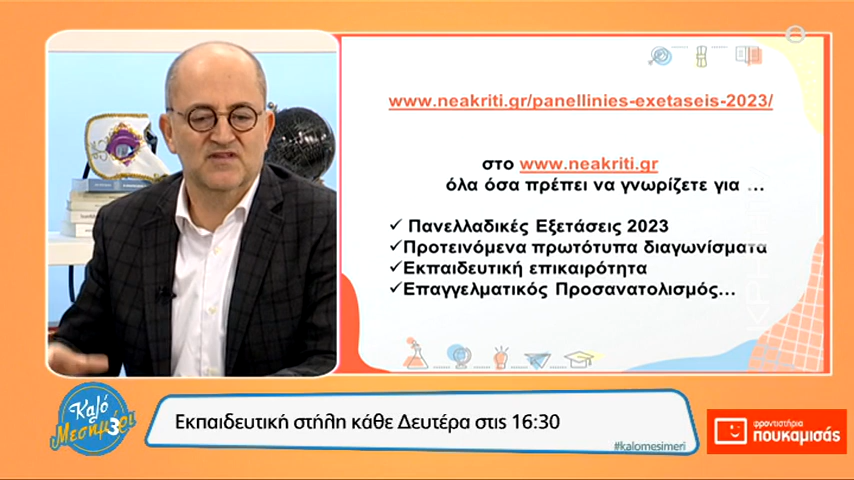 www.neakriti.gr/panellinies-exetaseis-2023/
στο www.neakriti.gr
όλα όσα πρέπει να γνωρίζετε για ...
✓ Πανελλαδικές Εξετάσεις 2023
✓ Προτεινόμενα πρωτότυπα διαγωνίσματα
✓ Εκπαιδευτική επικαιρότητα
✓ Επαγγελματικός Προσανατολισμός...
Καλό
Μεσημ3ρι
Εκπαιδευτική στήλη κάθε Δευτέρα στις 16:30
#kalomesimeri
φροντιστήρια
πουκαμισάς